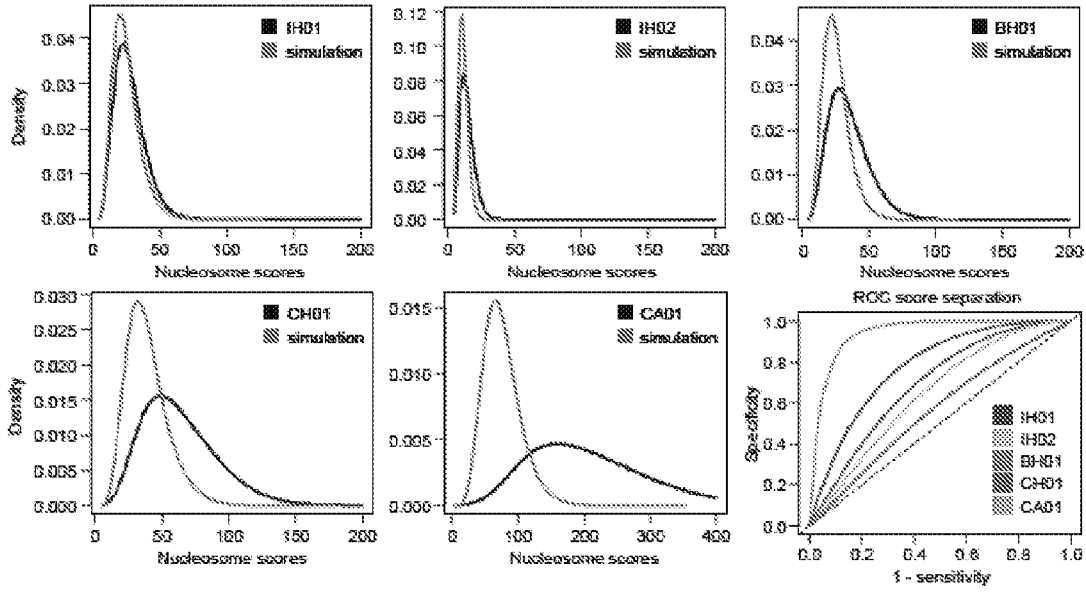 IH01
simulation
0.04
0.03
0.02
0.01
0.00
Density
0 50 100 150 200
Nucleosome scores
IH02
simulation
0.12
0.10
0.08
0.06
0.04
0.02
0.00
0 50 100 150 200
Nucleosome scores
BH01
simulation
0.04
0.03
0.02
0.01
0.00
0 50 100 150 200
Nucleosome scores
CH01
simulation
0.030
0.025
0.020
0.015
0.010
0.005
0.000
Density
0 50 100 150 200
Nucleosome scores
CA01
simulation
0.015
0.010
0.005
0.000
0 100 200 300 400
Nucleosome scores
ROC score separation
1.0
0.8
0.6
0.4
0.2
0.0
Specificity
IH01
IH02
BH01
CH01
CA01
0.0 0.2 0.4 0.6 0.8 1.0
1 - sensitivity